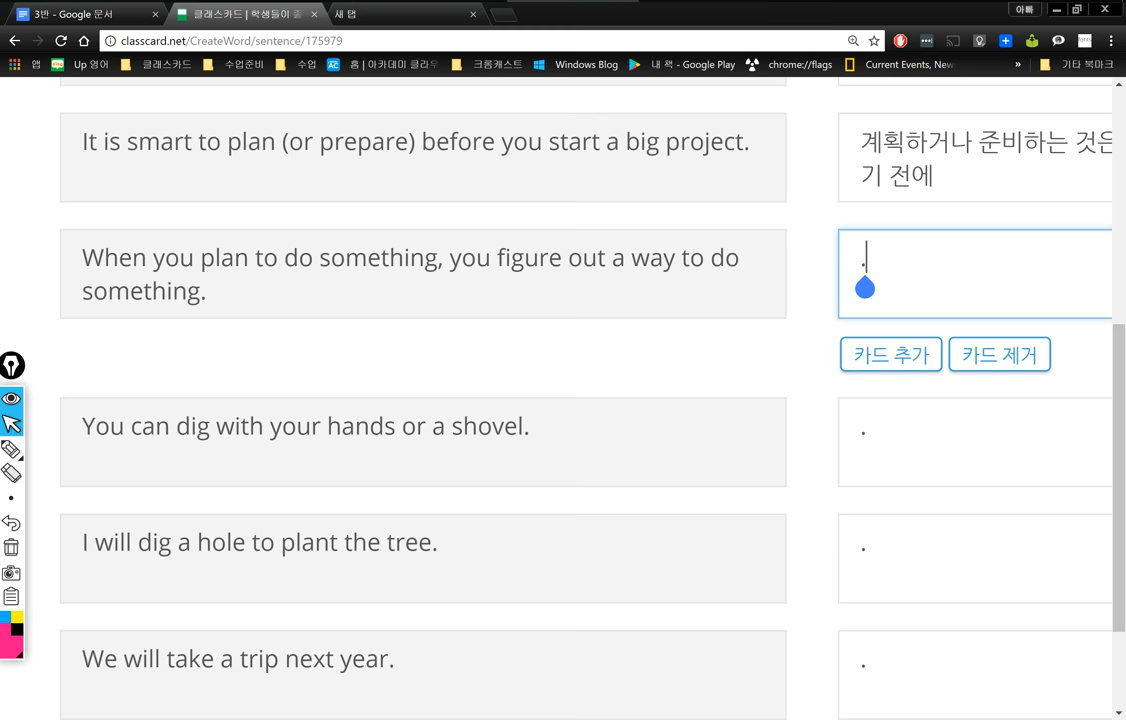 3반 - Google 문서
클래스카드 | 학생들이 좋
새 탭
아빠
classcard.net/CreateWord/sentence/175979
앱 Up 영어 클래스카드 수업준비 수업 홈 | 아카데미 클라우 크롬캐스트 Windows Blog 내 책 - Google Play chrome://flags Current Events, New » 기타 북마크
It is smart to plan (or prepare) before you start a big project.
계획하거나 준비하는 것은
기 전에
When you plan to do something, you figure out a way to do
something.
.
카드 추가 카드 제거
You can dig with your hands or a shovel.
.
I will dig a hole to plant the tree.
.
We will take a trip next year.
.